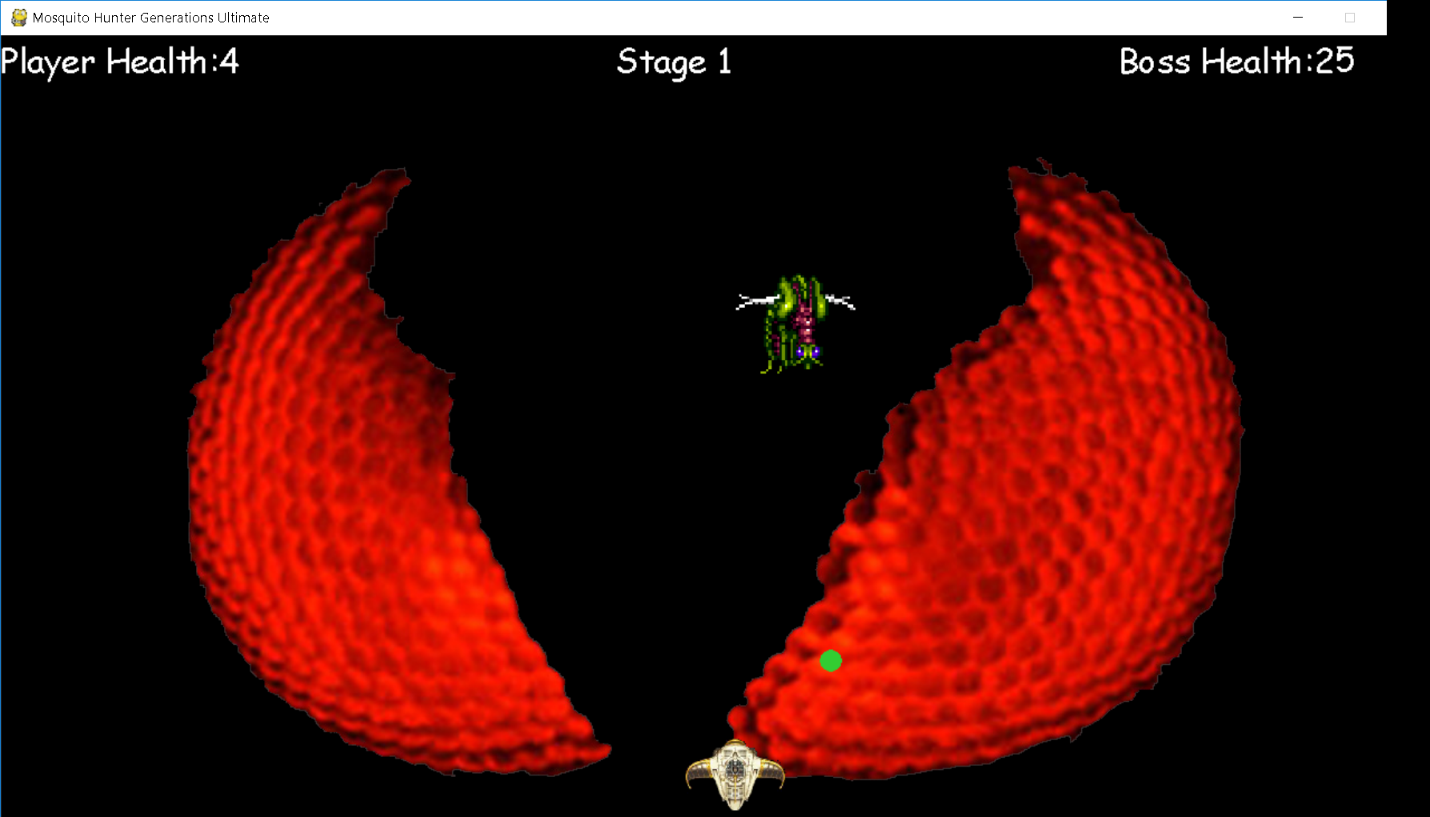 Mosquito Hunter Generations Ultimate
Player Health:4
Stage 1
Boss Health:25